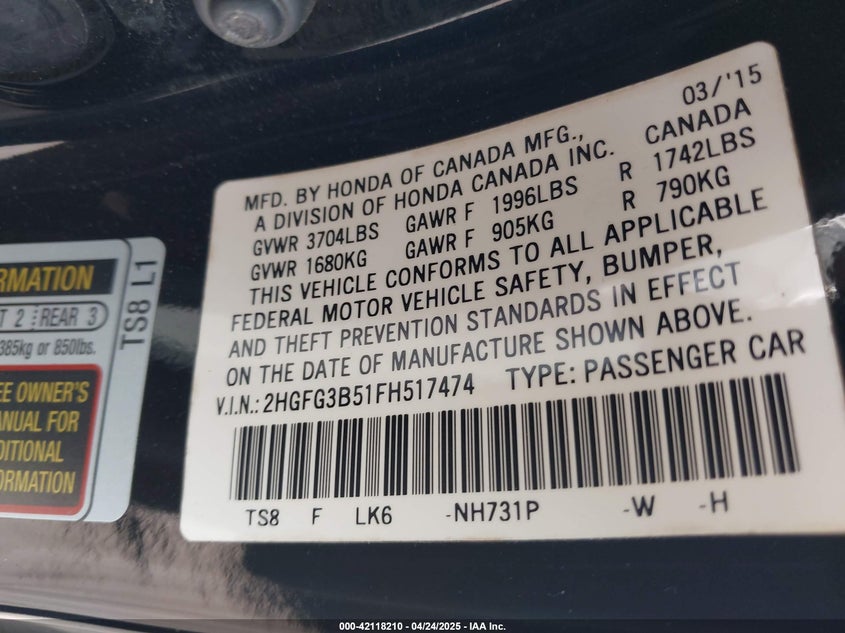 03/'15
MFD. BY HONDA OF CANADA MFG.,
A DIVISION OF HONDA CANADA INC. CANADA
GVWR 3704LBS GAWR F 1996LBS R 1742LBS
GVWR 1680KG GAWR F 905KG R 790KG
THIS VEHICLE CONFORMS TO ALL APPLICABLE
FEDERAL MOTOR VEHICLE SAFETY, BUMPER,
AND THEFT PREVENTION STANDARDS IN EFFECT
ON THE DATE OF MANUFACTURE SHOWN ABOVE.
V.I.N.: 2HGFG3B51FH517474 TYPE: PASSENGER CAR
TS8 F LK6 -NH731P -W -H
ORMATION
T 2 REAR 3
385kg or 850lbs.
EE OWNER'S
ANUAL FOR
DITIONAL
ORMATION
TS8 L1
000-42118210 - 04/24/2025 - IAA Inc.